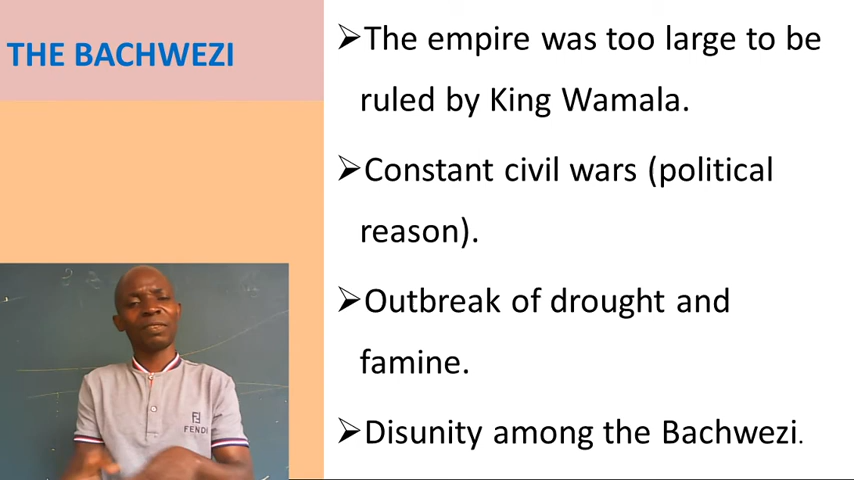 THE BACHWEZI
➢The empire was too large to be
ruled by King Wamala.
➢Constant civil wars (political
reason).
➢Outbreak of drought and
famine.
➢Disunity among the Bachwezi.
FENDI